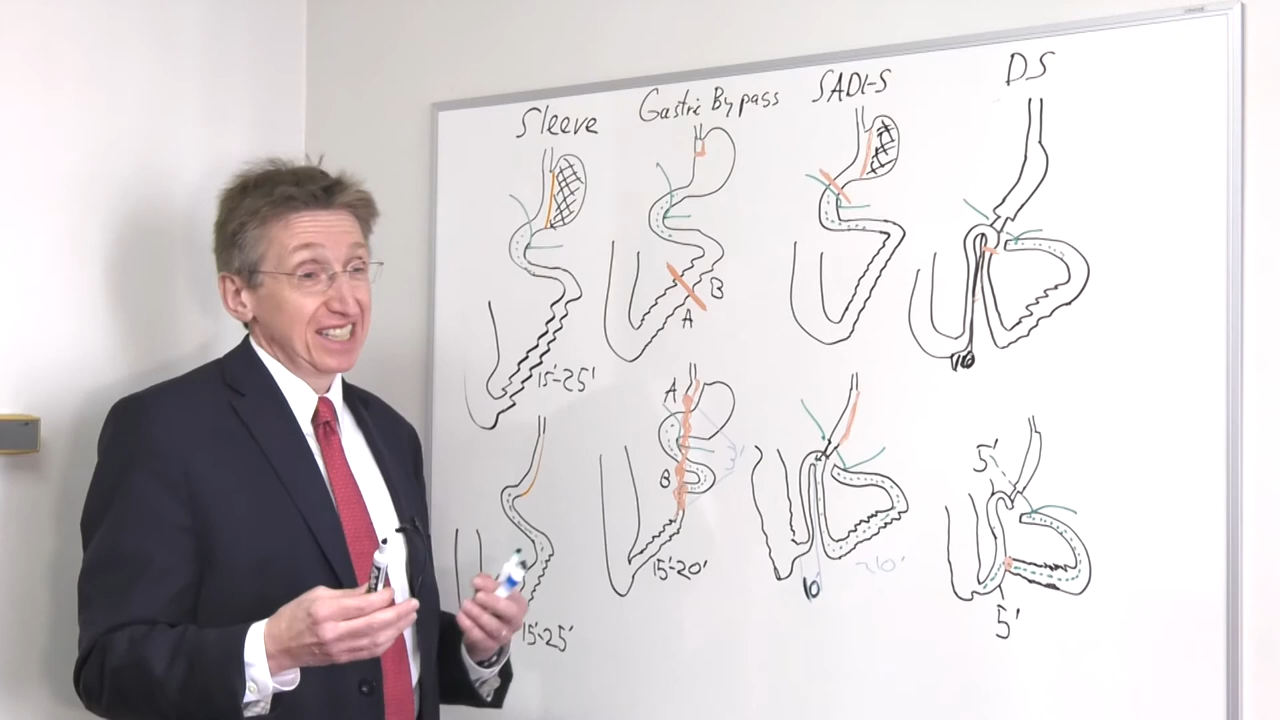 Sleeve
Gastric Bypass
SADI-S
DS
B
A
15'-25'
10
A
B
15'-20'
10'
5'
5'
15'-25'